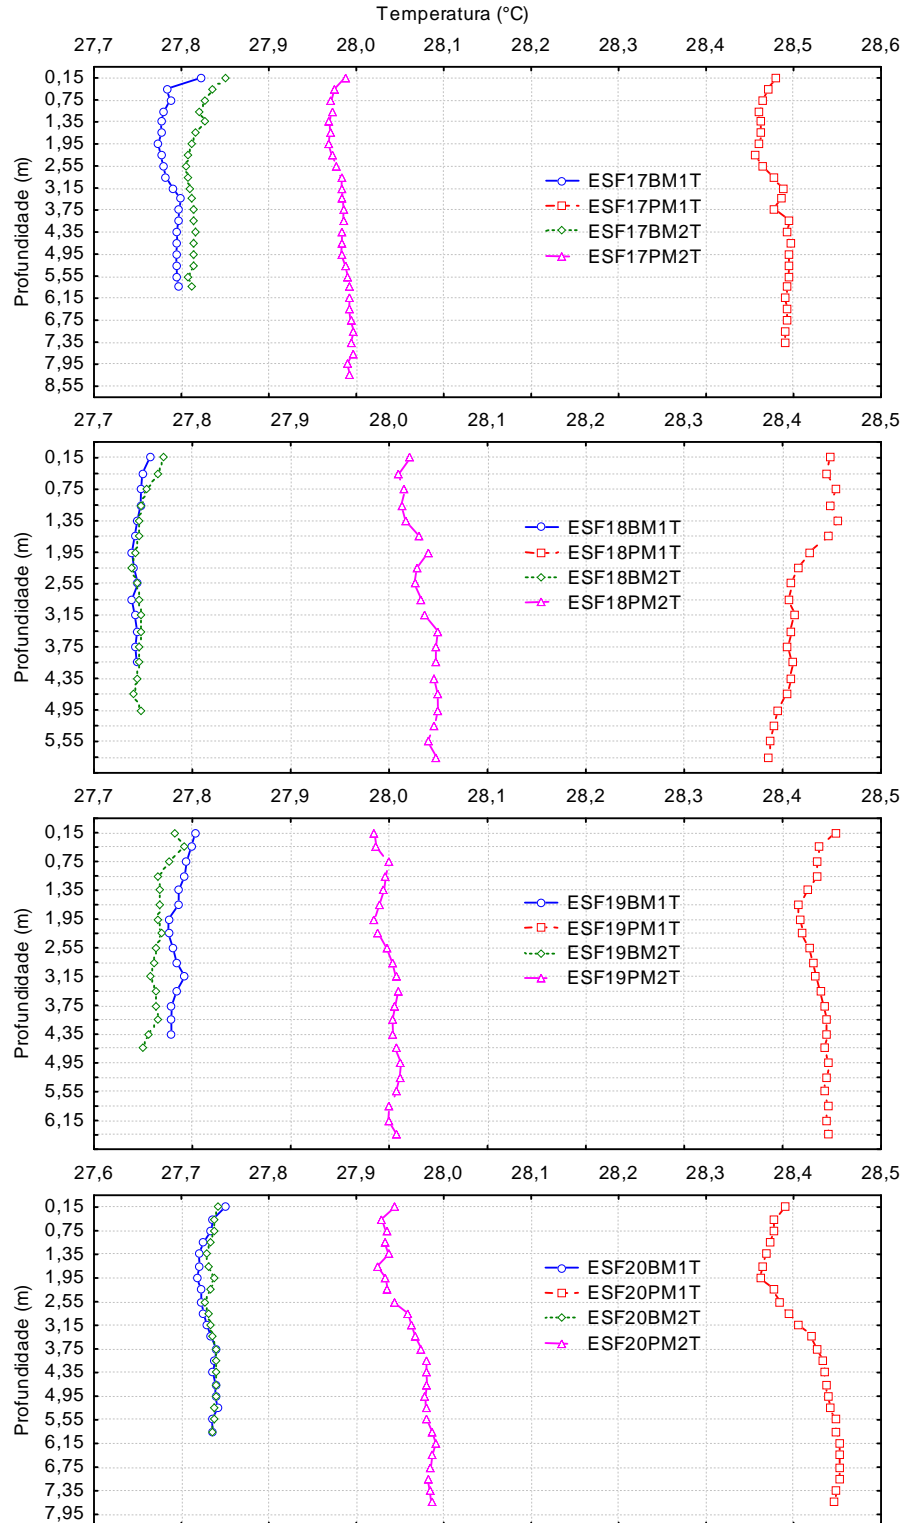 Temperatura (°C)
27,7 27,8 27,9 28,0 28,1 28,2 28,3 28,4 28,5 28,6
Profundidade (m)
0,15
0,75
1,35
1,95
2,55
3,15
3,75
4,35
4,95
5,55
6,15
6,75
7,35
7,95
8,55
ESF17BM1T
ESF17PM1T
ESF17BM2T
ESF17PM2T
27,7 27,8 27,9 28,0 28,1 28,2 28,3 28,4 28,5
Profundidade (m)
0,15
0,75
1,35
1,95
2,55
3,15
3,75
4,35
4,95
5,55
ESF18BM1T
ESF18PM1T
ESF18BM2T
ESF18PM2T
27,7 27,8 27,9 28,0 28,1 28,2 28,3 28,4 28,5
Profundidade (m)
0,15
0,75
1,35
1,95
2,55
3,15
3,75
4,35
4,95
5,55
6,15
ESF19BM1T
ESF19PM1T
ESF19BM2T
ESF19PM2T
27,6 27,7 27,8 27,9 28,0 28,1 28,2 28,3 28,4 28,5
Profundidade (m)
0,15
0,75
1,35
1,95
2,55
3,15
3,75
4,35
4,95
5,55
6,15
6,75
7,35
7,95
ESF20BM1T
ESF20PM1T
ESF20BM2T
ESF20PM2T